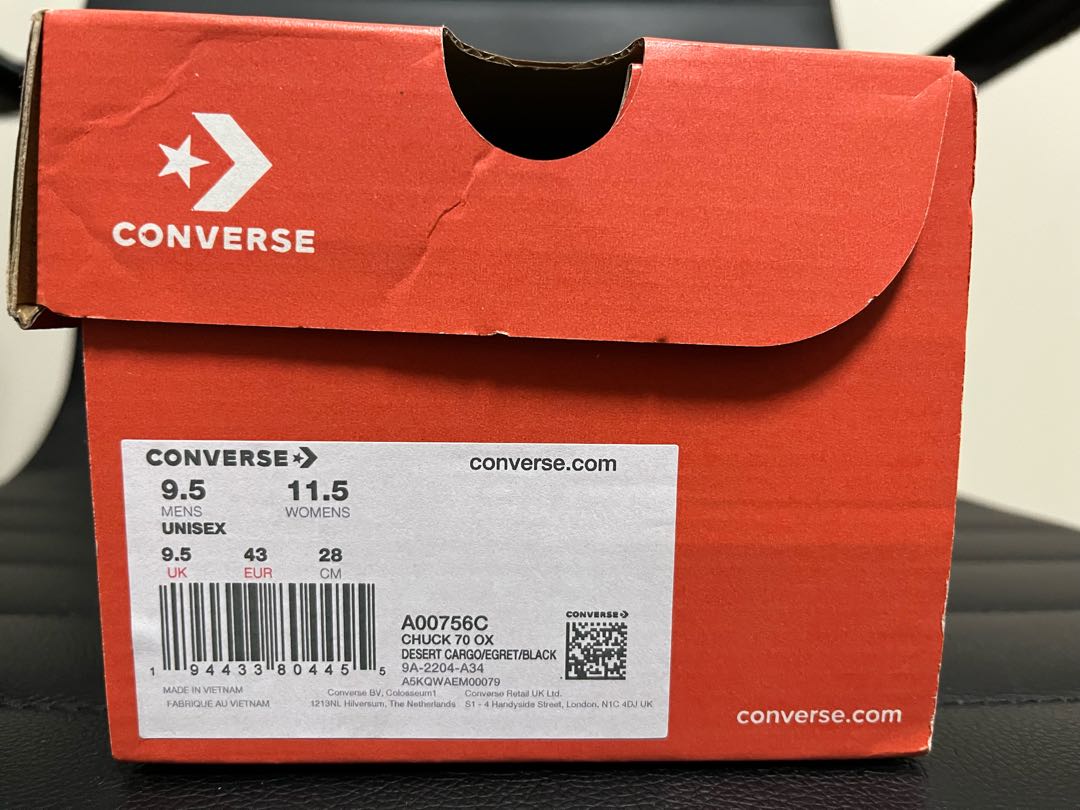 CONVERSE
CONVERSE
converse.com
9.5 11.5
MENS WOMENS
UNISEX
9.5 43 28
UK EUR CM
1 94433 80445 5
A00756C
CHUCK 70 OX
DESERT CARGO/EGRET/BLACK
9A-2204-A34
A5KQWAEM00079
CONVERSE
MADE IN VIETNAM
FABRIQUE AU VIETNAM
Converse BV, Colosseum1
1213NL Hilversum, The Netherlands
Converse Retail UK Ltd.
S1 - 4 Handyside Street, London, N1C 4DJ UK
converse.com